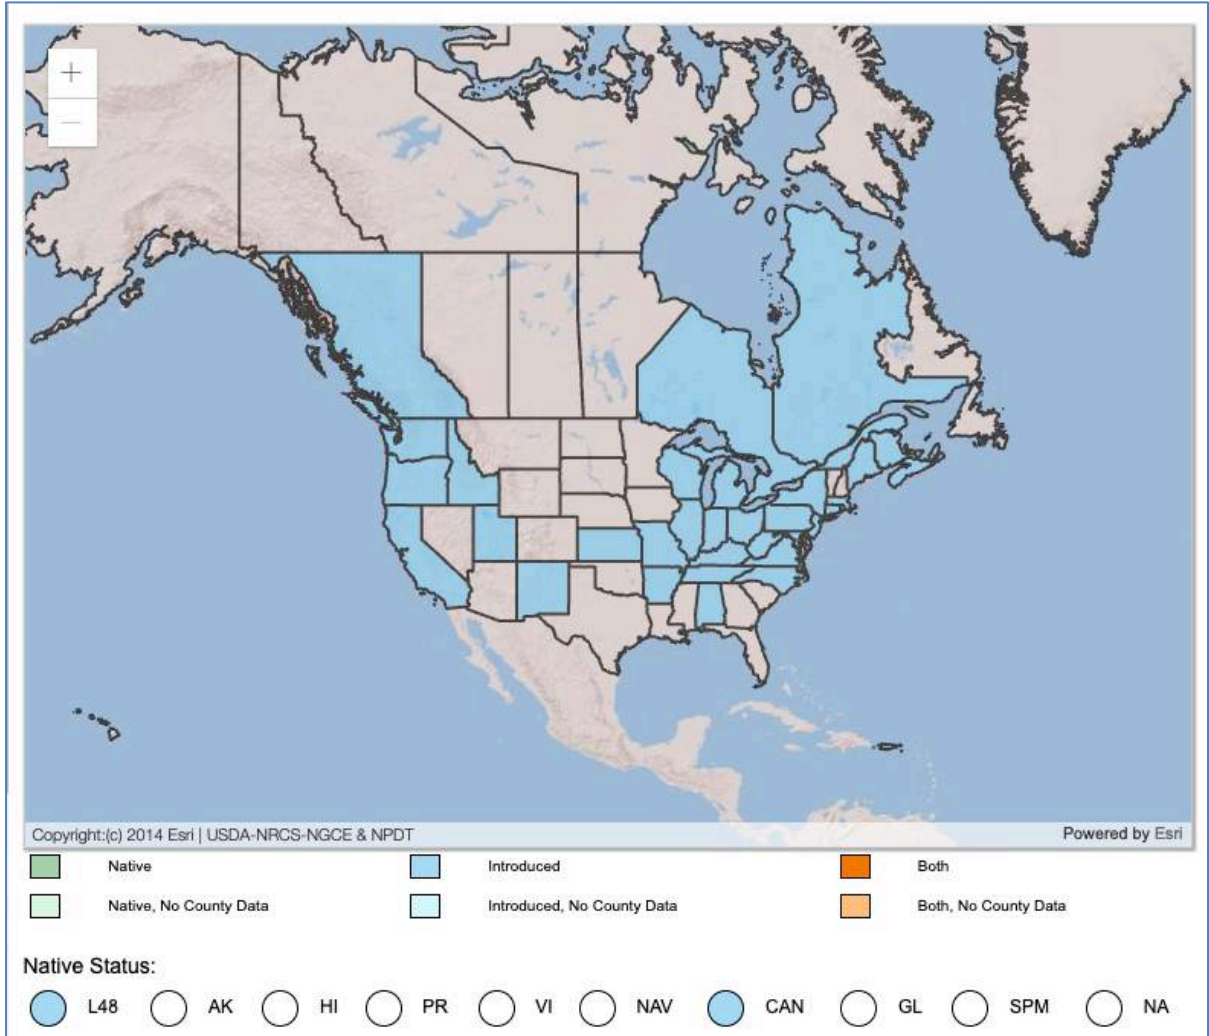 +
−
Copyright:(c) 2014 Esri | USDA-NRCS-NGCE & NPDT Powered by Esri
Native Introduced Both
Native, No County Data Introduced, No County Data Both, No County Data
Native Status:
L48 AK HI PR VI NAV CAN GL SPM NA